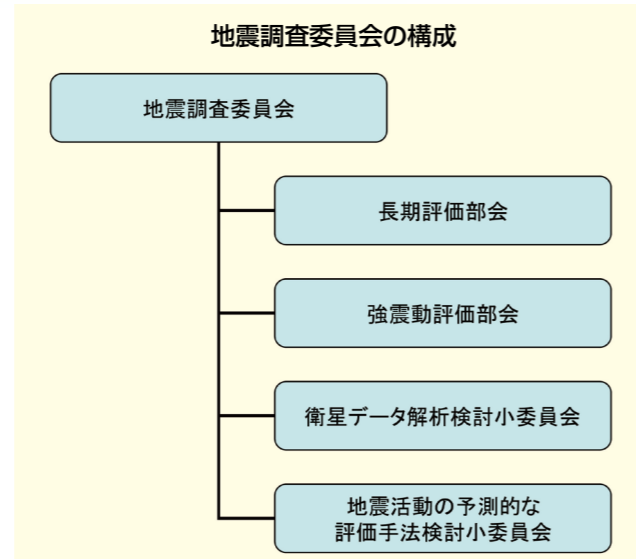 地震調査委員会の構成
地震調査委員会
長期評価部会
強震動評価部会
衛星データ解析検討小委員会
地震活動の予測的な
評価手法検討小委員会